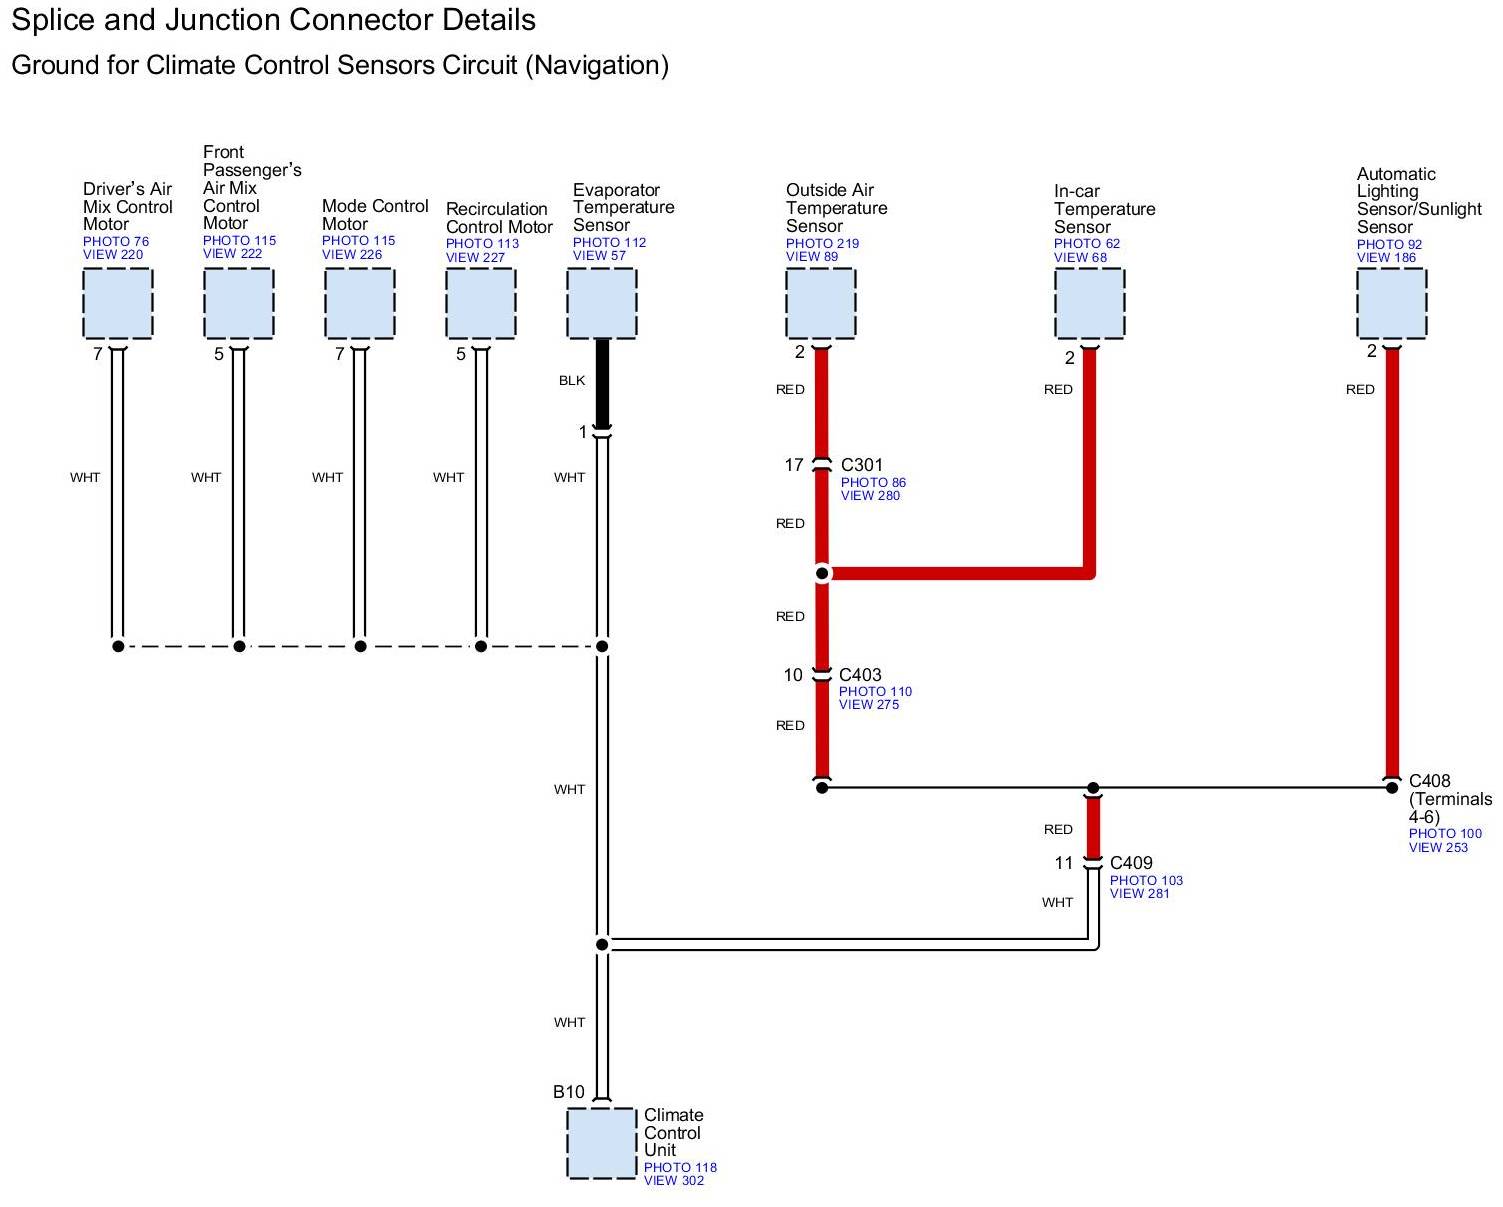 Splice and Junction Connector Details
Ground for Climate Control Sensors Circuit (Navigation)
Driver's Air
Mix Control
Motor
PHOTO 76
VIEW 220
Front
Passenger's
Air Mix
Control
Motor
PHOTO 115
VIEW 222
Mode Control
Motor
PHOTO 115
VIEW 226
Recirculation
Control Motor
PHOTO 113
VIEW 227
Evaporator
Temperature
Sensor
PHOTO 112
VIEW 57
Outside Air
Temperature
Sensor
PHOTO 219
VIEW 89
In-car
Temperature
Sensor
PHOTO 62
VIEW 68
Automatic
Lighting
Sensor/Sunlight
Sensor
PHOTO 92
VIEW 186
7
5
7
5
2
2
2
BLK
RED
RED
RED
1
17
C301
PHOTO 86
VIEW 280
WHT
WHT
WHT
WHT
WHT
RED
RED
10
C403
PHOTO 110
VIEW 275
RED
WHT
C408
(Terminals
4-6)
PHOTO 100
VIEW 253
RED
11
C409
PHOTO 103
VIEW 281
WHT
WHT
B10
Climate
Control
Unit
PHOTO 118
VIEW 302